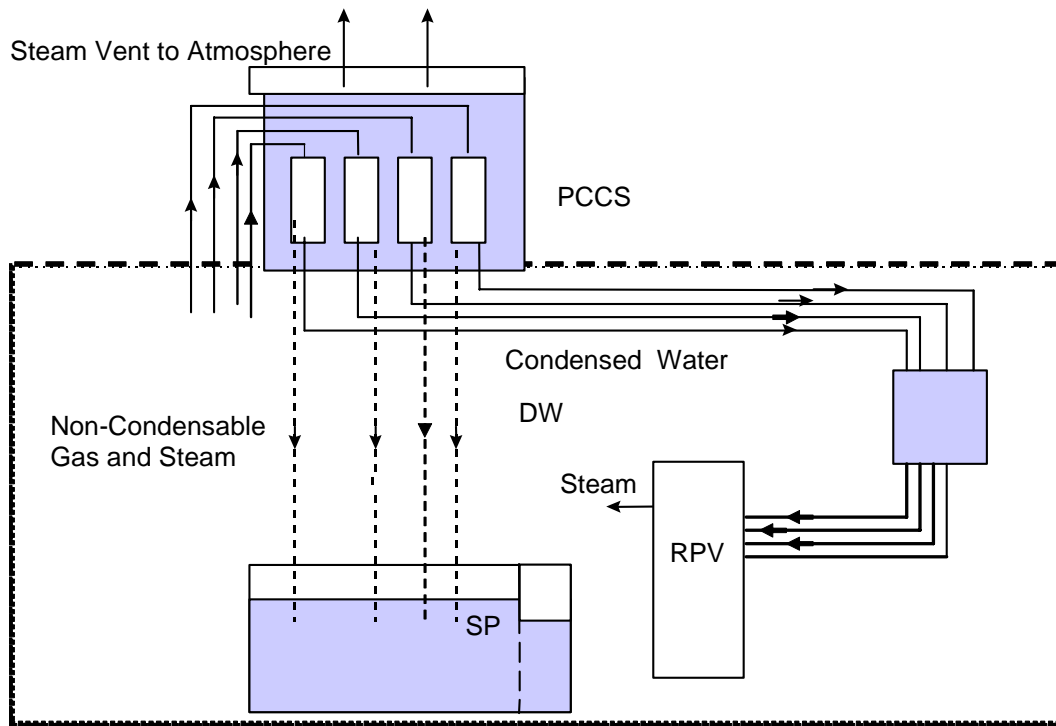 Steam Vent to Atmosphere
PCCS
Condensed Water
DW
Non-Condensable
Gas and Steam
Steam
RPV
SP